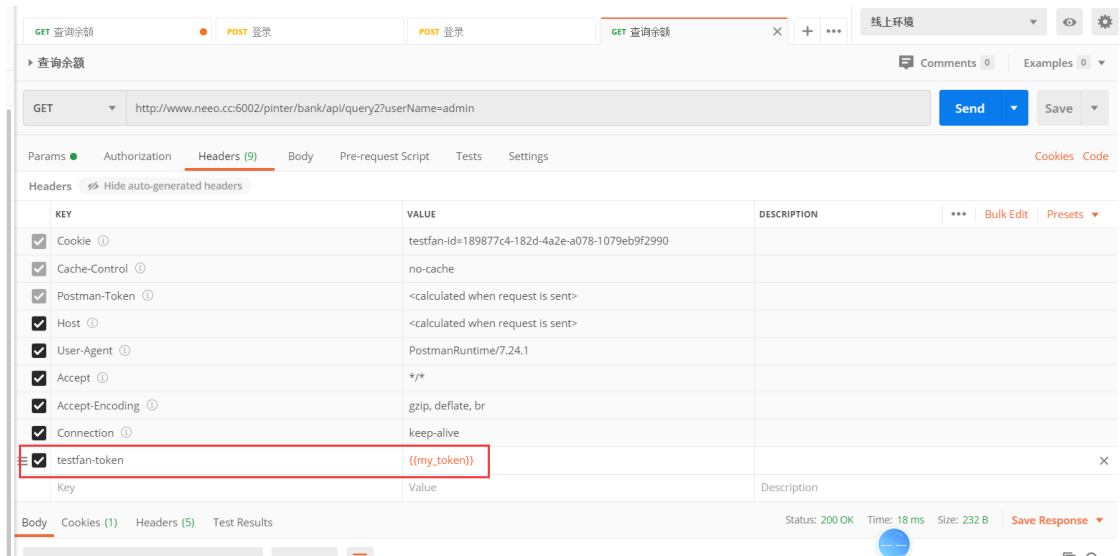 GET 查询余额 POST 登录 POST 登录 GET 查询余额 线上环境
查询余额 Comments 0 Examples 0
GET http://www.neeo.cc:6002/pinter/bank/api/query2?userName=admin Send Save
Params Authorization Headers (9) Body Pre-request Script Tests Settings Cookies Code
Headers Hide auto-generated headers
KEY VALUE DESCRIPTION Bulk Edit Presets
Cookie testfan-id=189877c4-182d-4a2e-a078-1079eb9f2990
Cache-Control no-cache
Postman-Token <calculated when request is sent>
Host <calculated when request is sent>
User-Agent PostmanRuntime/7.24.1
Accept */*
Accept-Encoding gzip, deflate, br
Connection keep-alive
testfan-token {{my_token}}
Key Value Description
Body Cookies (1) Headers (5) Test Results Status: 200 OK Time: 18 ms Size: 232 B Save Response
--:--